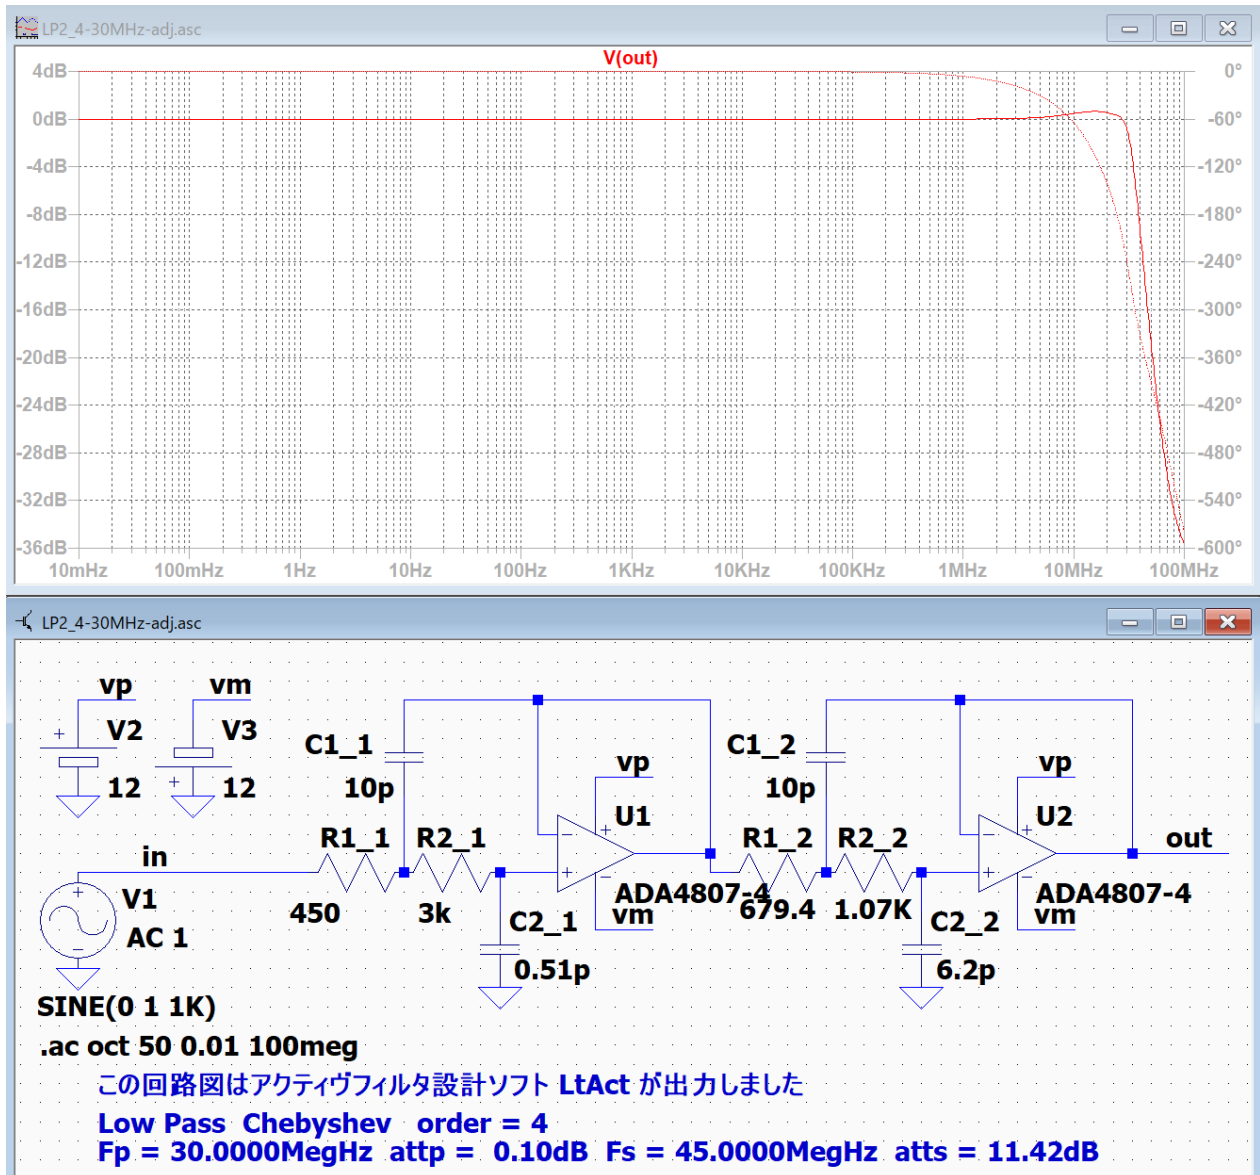 LP2_4-30MHz-adj.asc
V(out)
4dB
0dB
-4dB
-8dB
-12dB
-16dB
-20dB
-24dB
-28dB
-32dB
-36dB
0°
-60°
-120°
-180°
-240°
-300°
-360°
-420°
-480°
-540°
-600°
10mHz 100mHz 1Hz 10Hz 100Hz 1KHz 10KHz 100KHz 1MHz 10MHz 100MHz
LP2_4-30MHz-adj.asc
vp
V2
12
vm
V3
12
in
V1
AC 1
SINE(0 1 1K)
R1_1
450
C1_1
10p
R2_1
3k
C2_1
0.51p
vp
U1
ADA4807-4
vm
R1_2
679.4
C1_2
10p
R2_2
1.07K
C2_2
6.2p
vp
U2
ADA4807-4
vm
out
.ac oct 50 0.01 100meg
この回路図はアクティヴフィルタ設計ソフト LtAct が出力しました
Low Pass Chebyshev order = 4
Fp = 30.0000MegHz attp = 0.10dB Fs = 45.0000MegHz atts = 11.42dB